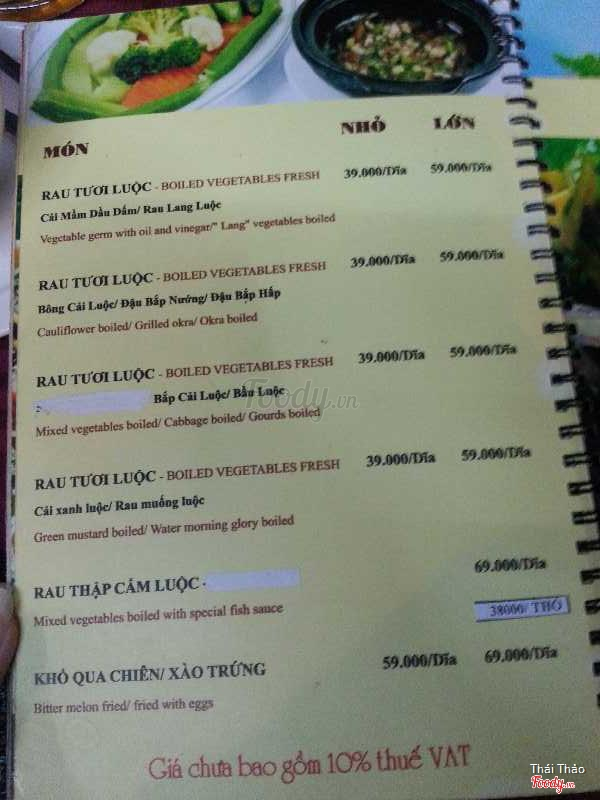 MÓN NHỎ LỚN
RAU TƯƠI LUỘC - BOILED VEGETABLES FRESH 39.000/Dĩa 59.000/Dĩa
Cải Mầm Dầu Dấm/ Rau Lang Luộc
Vegetable germ with oil and vinegar/" Lang" vegetables boiled
RAU TƯƠI LUỘC - BOILED VEGETABLES FRESH 39.000/Dĩa 59.000/Dĩa
Bông Cải Luộc/ Đậu Bắp Nướng/ Đậu Bắp Hấp
Cauliflower boiled/ Grilled okra/ Okra boiled
RAU TƯƠI LUỘC - BOILED VEGETABLES FRESH 39.000/Dĩa 59.000/Dĩa
Bắp Cải Luộc/ Bầu Luộc
Foody.vn
Mixed vegetables boiled/ Cabbage boiled/ Gourds boiled
RAU TƯƠI LUỘC - BOILED VEGETABLES FRESH 39.000/Dĩa 59.000/Dĩa
Cải xanh luộc/ Rau muống luộc
Green mustard boiled/ Water morning glory boiled
RAU THẬP CẨM LUỘC - 69.000/Dĩa
Mixed vegetables boiled with special fish sauce 38000/ THỐ
KHỔ QUA CHIÊN/ XÀO TRỨNG 59.000/Dĩa 69.000/Dĩa
Bitter melon fried/ fried with eggs
Giá chưa bao gồm 10% thuế VAT
Thái Thảo
Foody.vn